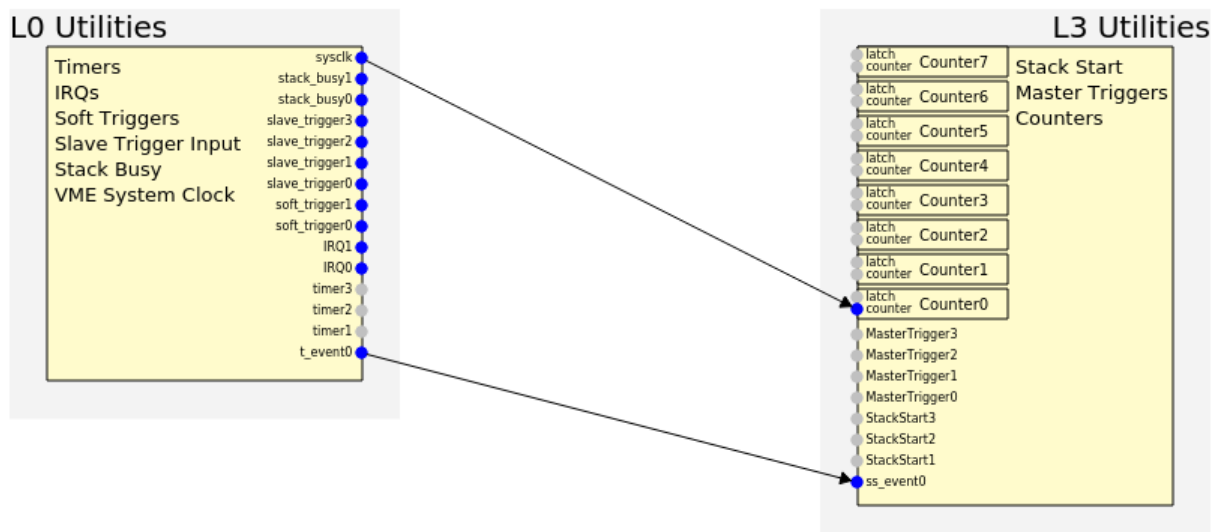 L0 Utilities
Timers
IRQs
Soft Triggers
Slave Trigger Input
Stack Busy
VME System Clock
sysclk
stack_busy1
stack_busy0
slave_trigger3
slave_trigger2
slave_trigger1
slave_trigger0
soft_trigger1
soft_trigger0
IRQ1
IRQ0
timer3
timer2
timer1
t_event0
L3 Utilities
latch
counter Counter7
latch
counter Counter6
latch
counter Counter5
latch
counter Counter4
latch
counter Counter3
latch
counter Counter2
latch
counter Counter1
latch
counter Counter0
MasterTrigger3
MasterTrigger2
MasterTrigger1
MasterTrigger0
StackStart3
StackStart2
StackStart1
ss_event0
Stack Start
Master Triggers
Counters